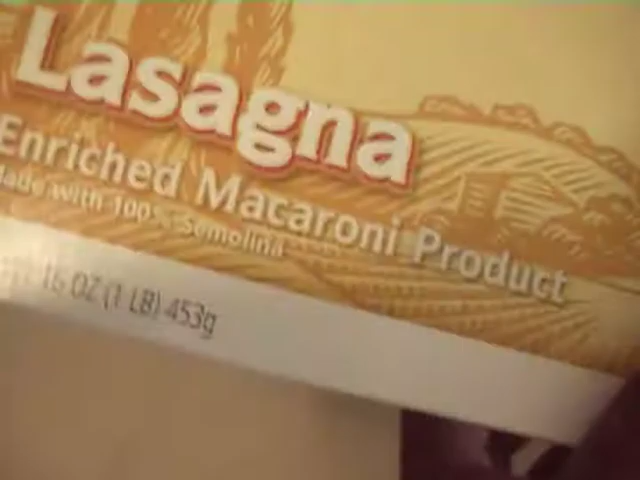 Lasagna
Enriched Macaroni Product
Made with 100% Semolina
16 OZ (1 LB) 453g